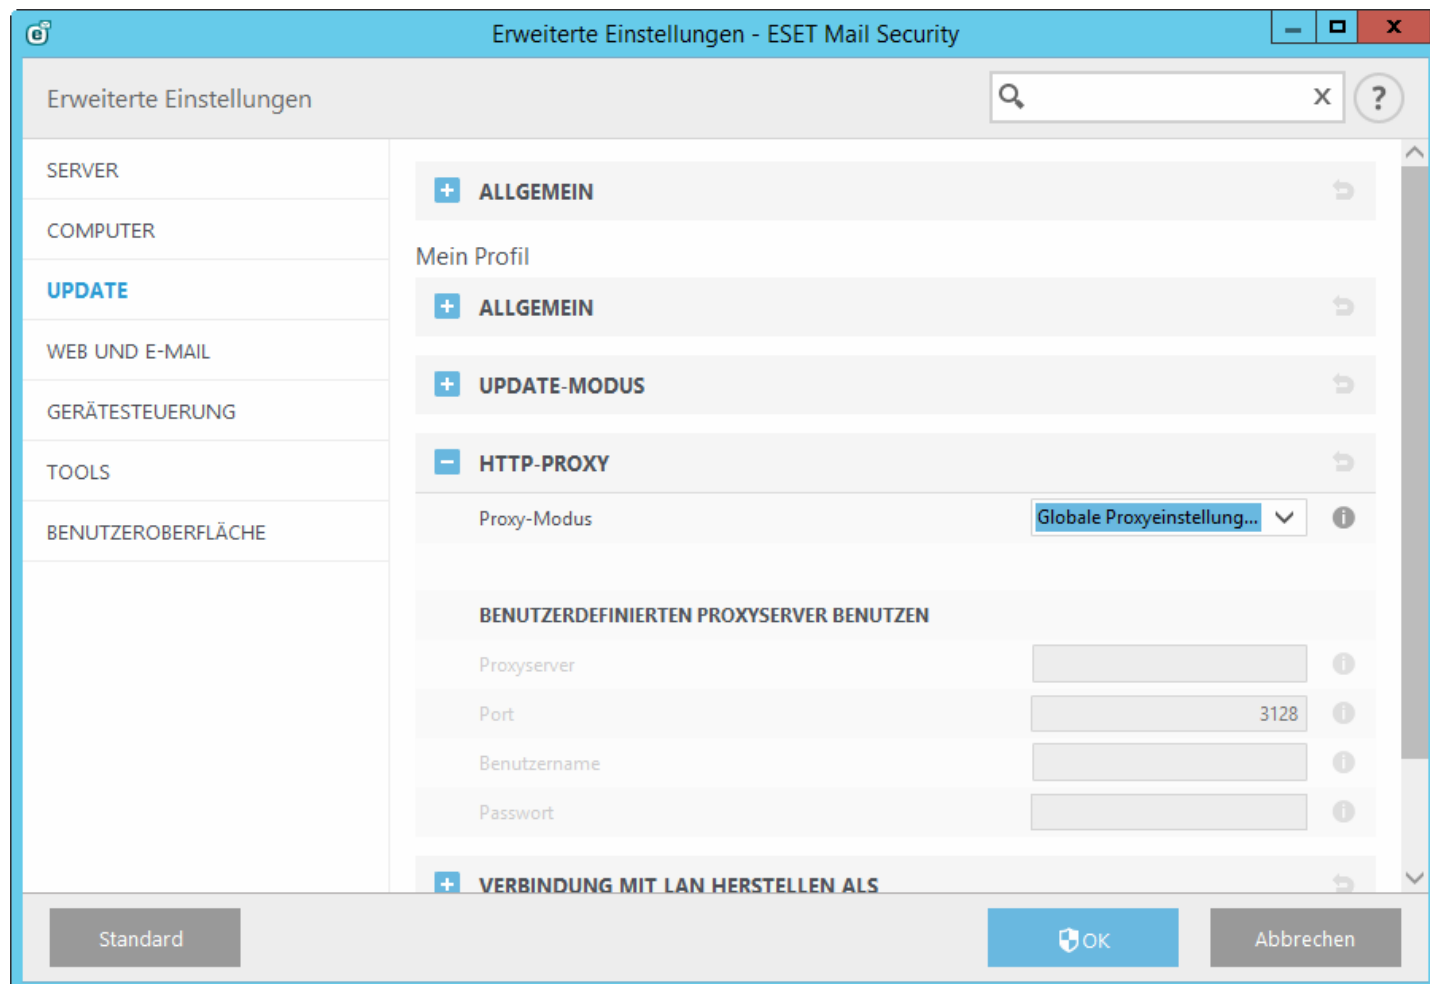 Erweiterte Einstellungen - ESET Mail Security
Erweiterte Einstellungen
SERVER
COMPUTER
UPDATE
WEB UND E-MAIL
GERÄTESTEUERUNG
TOOLS
BENUTZEROBERFLÄCHE
ALLGEMEIN
Mein Profil
ALLGEMEIN
UPDATE-MODUS
HTTP-PROXY
Proxy-Modus Globale Proxyeinstellung...
BENUTZERDEFINIERTEN PROXYSERVER BENUTZEN
Proxyserver
Port 3128
Benutzername
Passwort
VERBINDUNG MIT LAN HERSTELLEN ALS
Standard OK Abbrechen